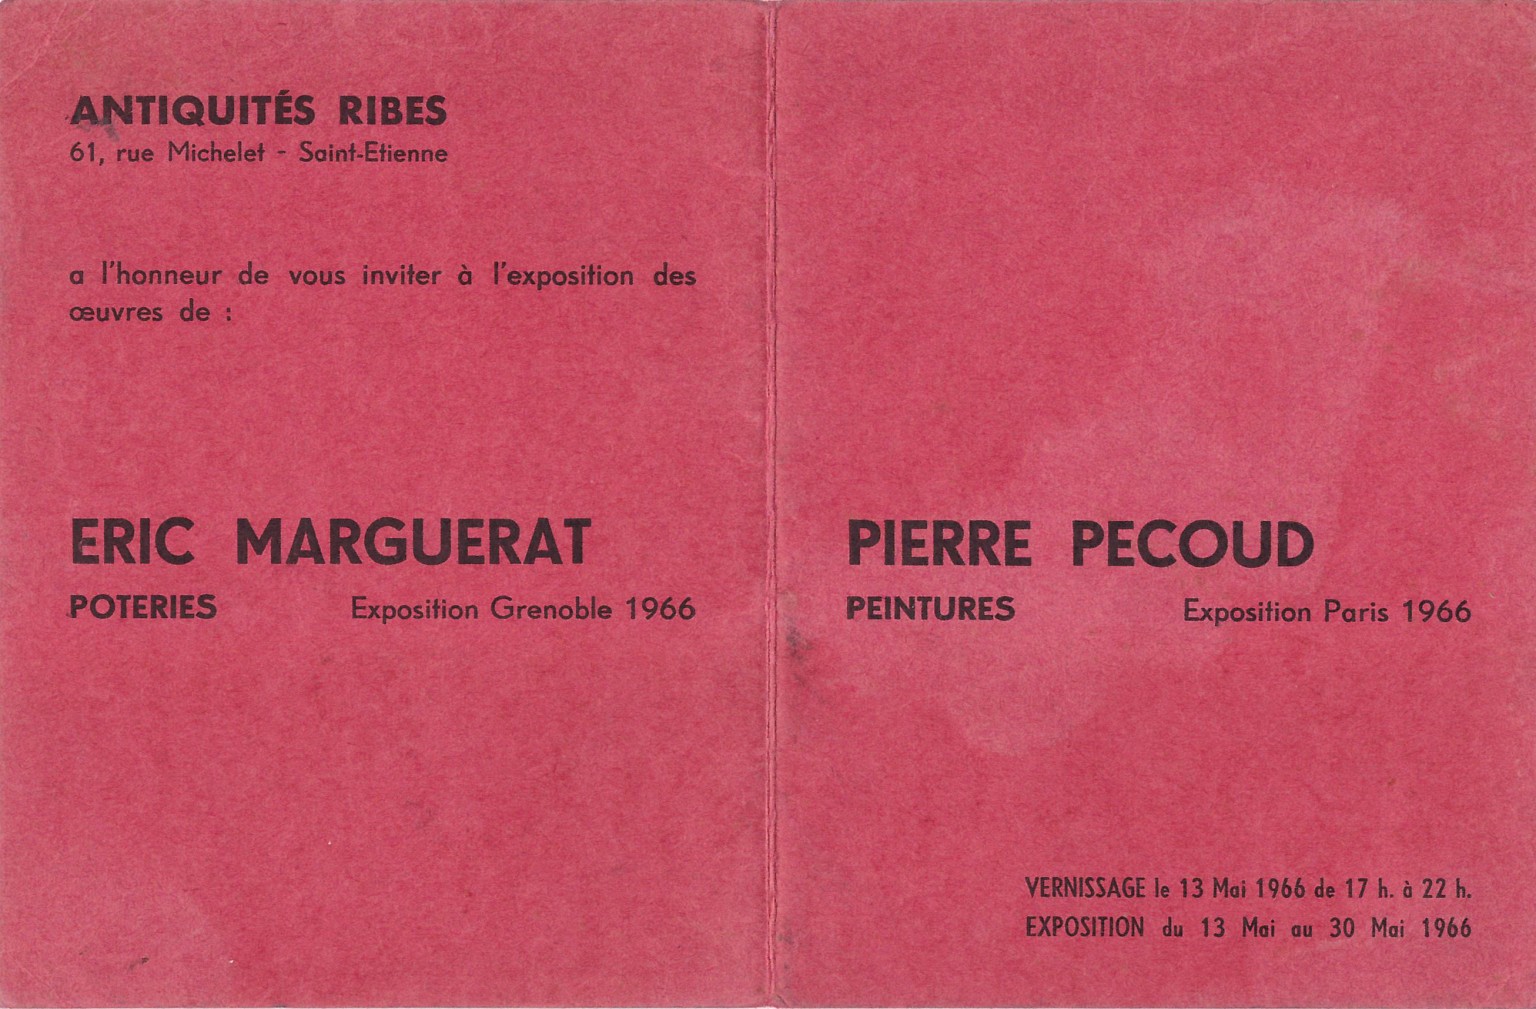 ANTIQUITÉS RIBES
61, rue Michelet - Saint-Etienne
a l'honneur de vous inviter à l'exposition des
œuvres de :
ERIC MARGUERAT
POTERIES Exposition Grenoble 1966
PIERRE PECOUD
PEINTURES Exposition Paris 1966
VERNISSAGE le 13 Mai 1966 de 17 h. à 22 h.
EXPOSITION du 13 Mai au 30 Mai 1966